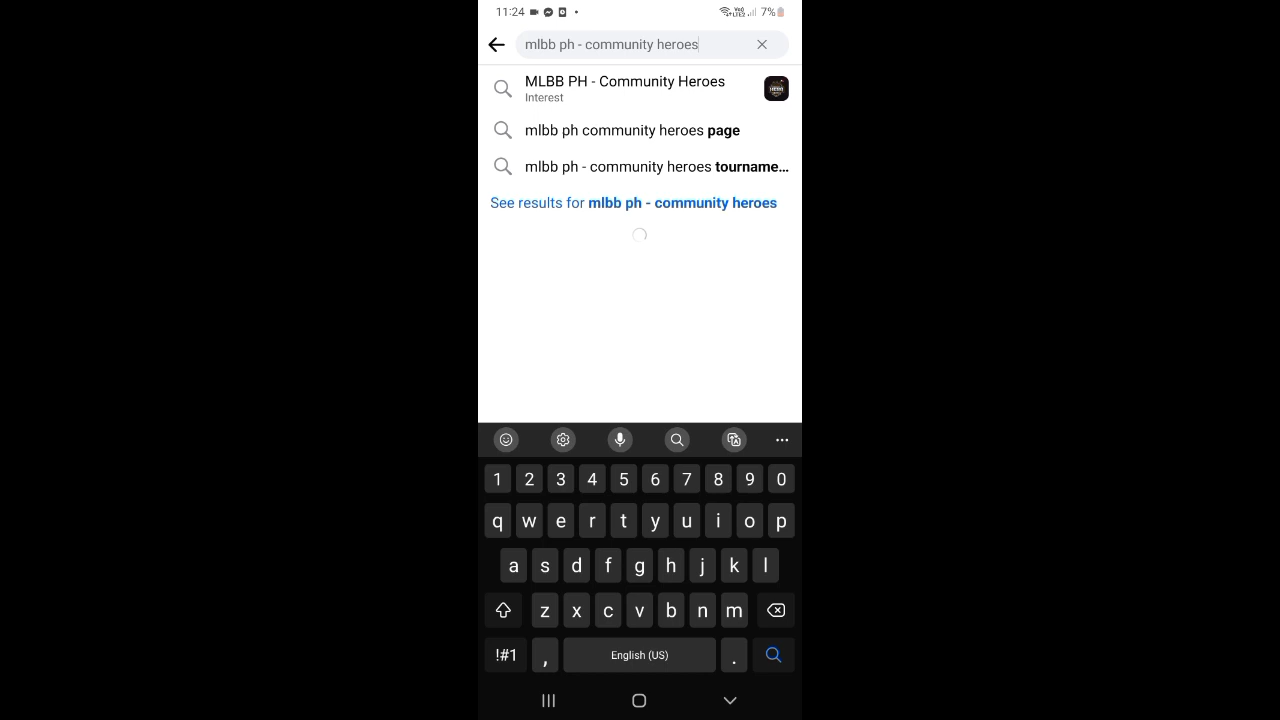 11:24 7%
mlbb ph - community heroes
MLBB PH - Community Heroes
Interest
mlbb ph community heroes page
mlbb ph - community heroes tourname...
See results for mlbb ph - community heroes
1 2 3 4 5 6 7 8 9 0
q w e r t y u i o p
a s d f g h j k l
z x c v b n m
!#1 , English (US) .